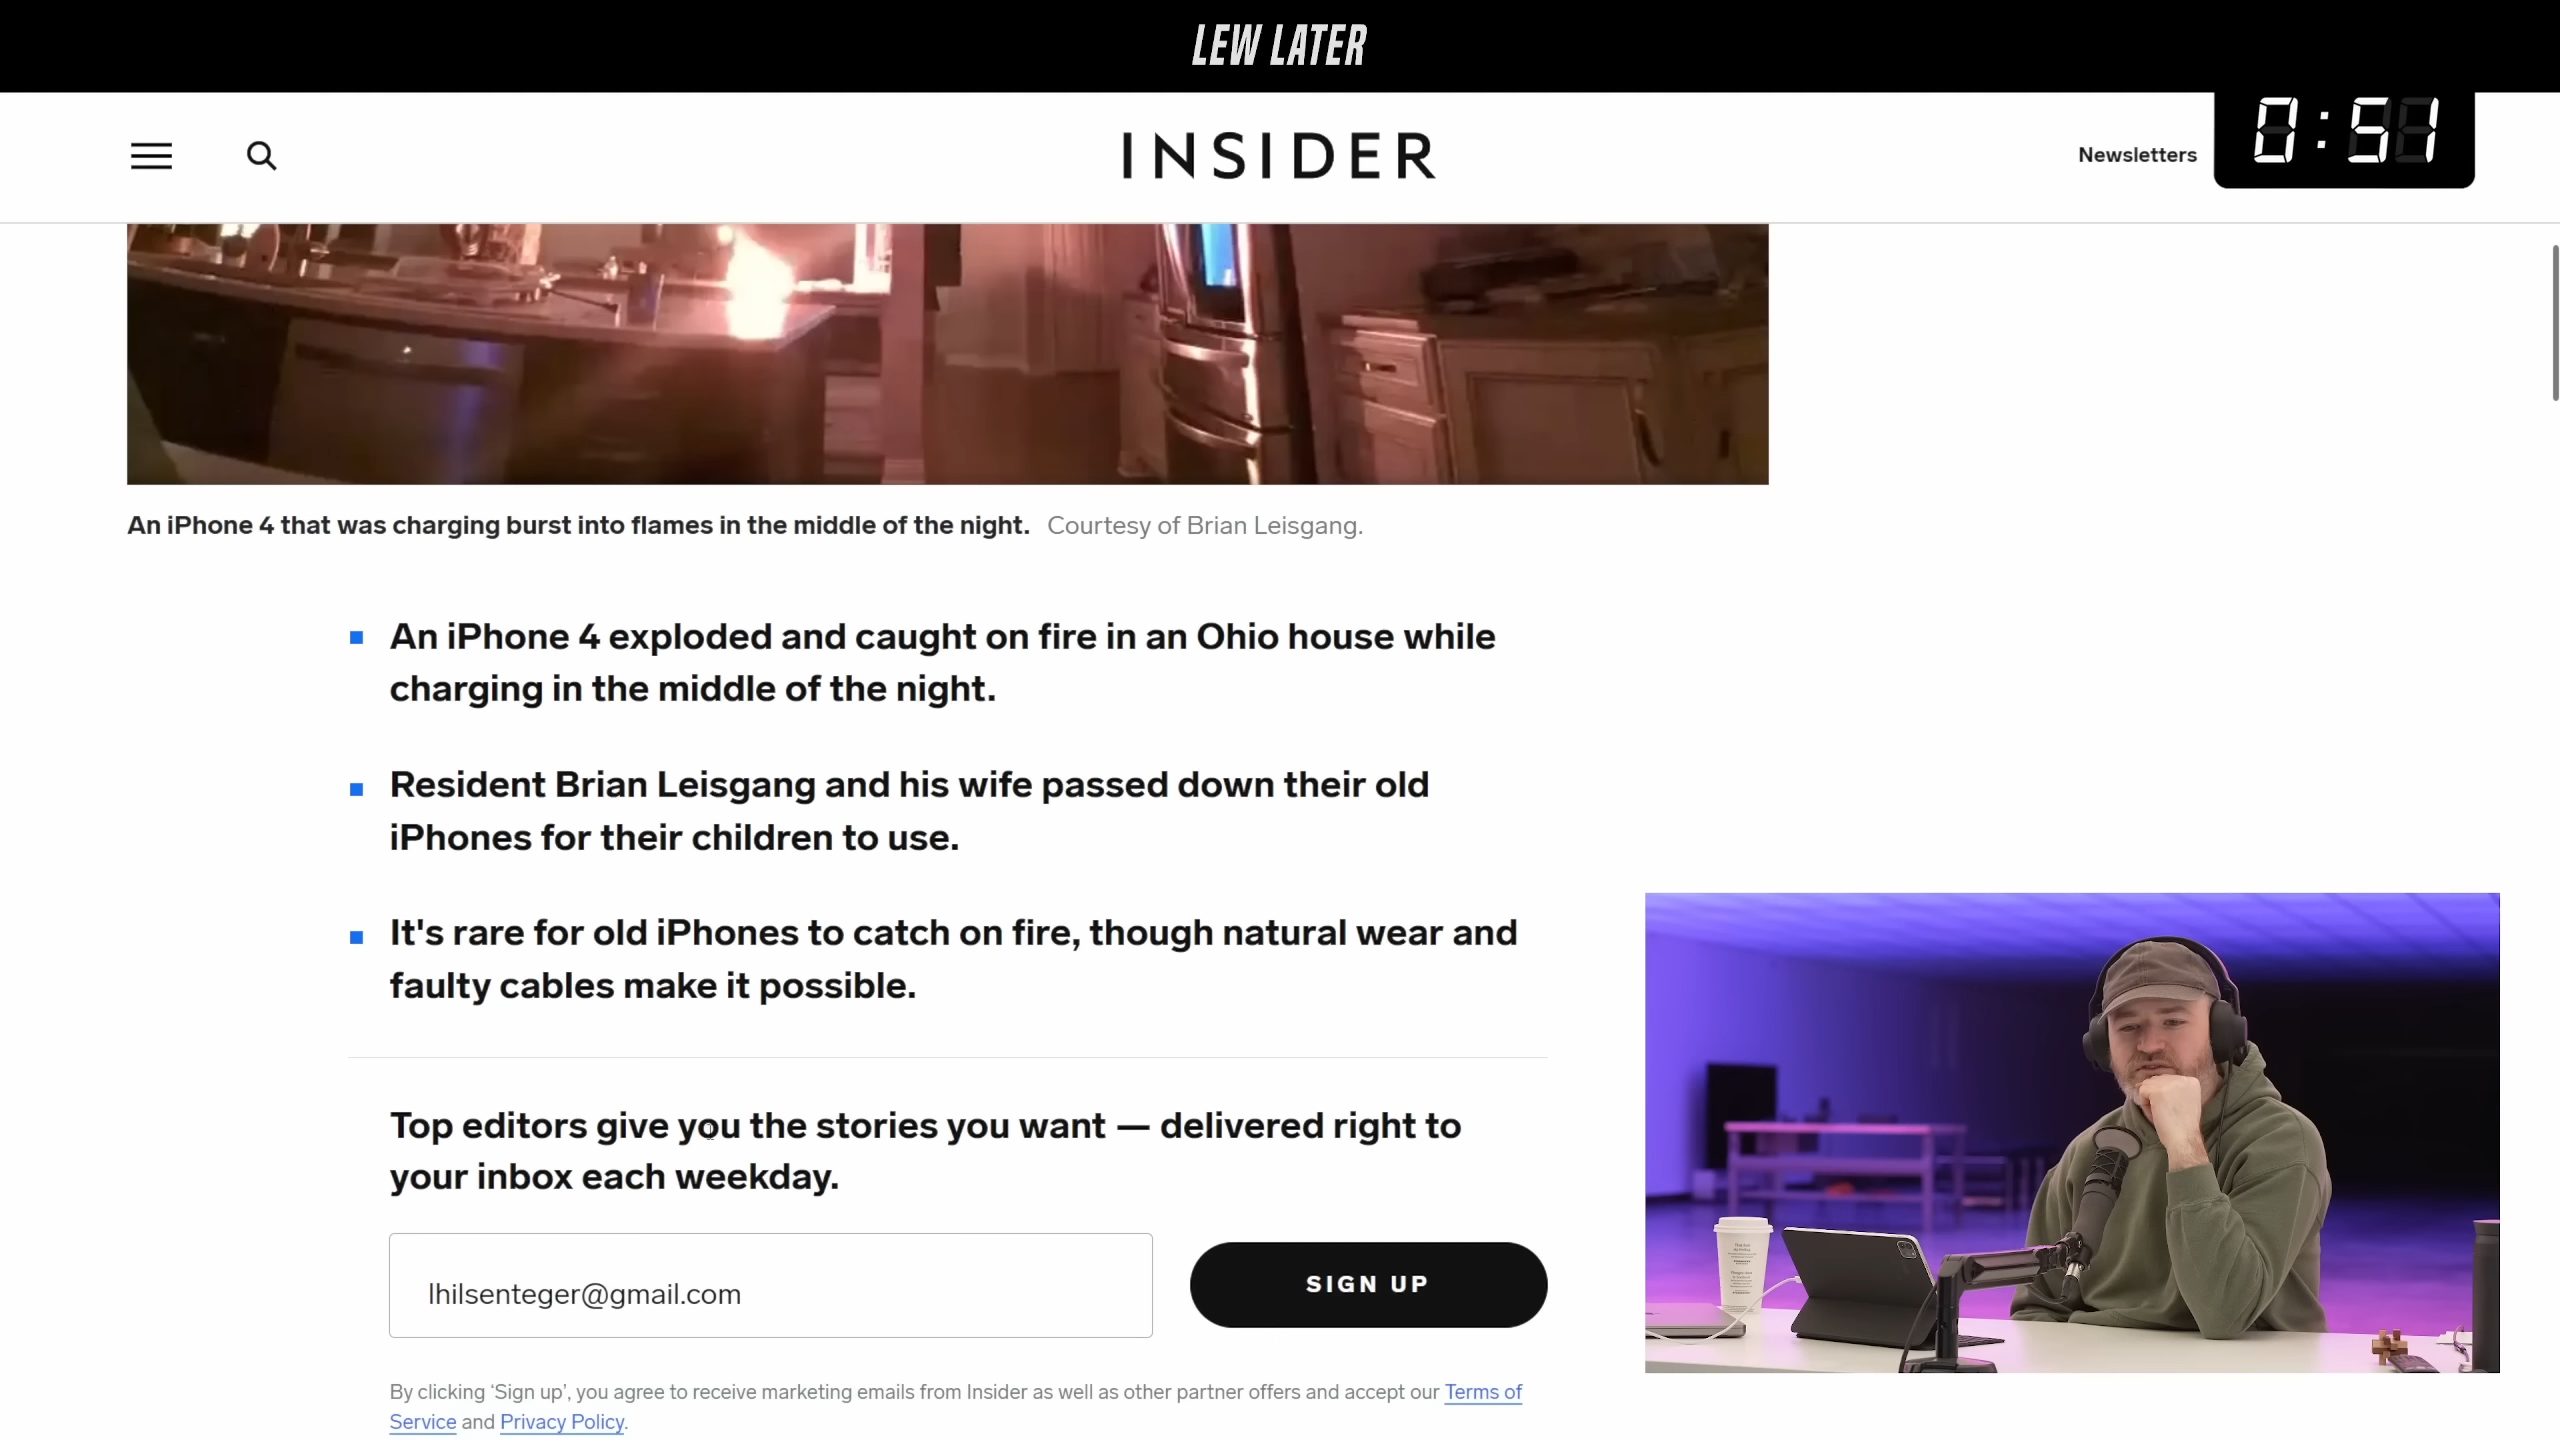 LEW LATER
INSIDER
Newsletters
0:51
An iPhone 4 that was charging burst into flames in the middle of the night. Courtesy of Brian Leisgang.
An iPhone 4 exploded and caught on fire in an Ohio house while
charging in the middle of the night.
Resident Brian Leisgang and his wife passed down their old
iPhones for their children to use.
It's rare for old iPhones to catch on fire, though natural wear and
faulty cables make it possible.
Top editors give you the stories you want — delivered right to
your inbox each weekday.
lhilsenteger@gmail.com
SIGN UP
By clicking ‘Sign up’, you agree to receive marketing emails from Insider as well as other partner offers and accept our Terms of
Service and Privacy Policy.